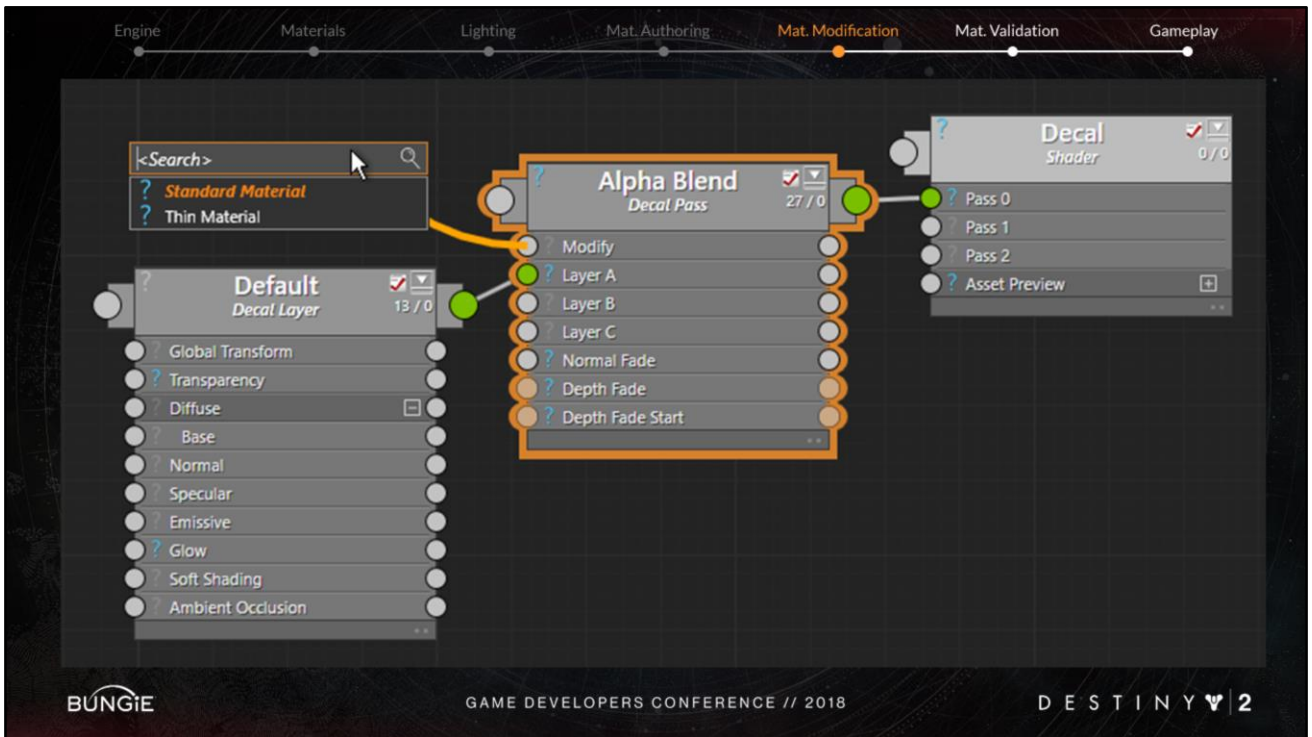 Engine Materials Lighting Mat. Authoring Mat. Modification Mat. Validation Gameplay
<Search>
? Standard Material
? Thin Material
? Default
Decal Layer 13 / 0
? Global Transform
? Transparency
? Diffuse
? Base
? Normal
? Specular
? Emissive
? Glow
? Soft Shading
? Ambient Occlusion
? Alpha Blend
Decal Pass 27 / 0
? Modify
? Layer A
? Layer B
? Layer C
? Normal Fade
? Depth Fade
? Depth Fade Start
? Decal
Shader 0 / 0
? Pass 0
? Pass 1
? Pass 2
? Asset Preview
BUNGiE GAME DEVELOPERS CONFERENCE // 2018 DESTINY 2